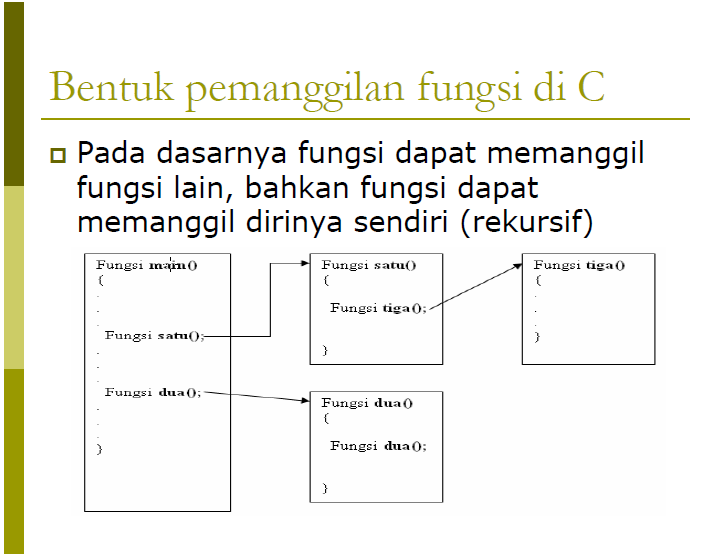 Bentuk pemanggilan fungsi di C
Pada dasarnya fungsi dapat memanggil
fungsi lain, bahkan fungsi dapat
memanggil dirinya sendiri (rekursif)
Fungsi main()
{
.
.
.
Fungsi satu();
.
.
.
Fungsi dua();
.
.
.
}
Fungsi satu()
{
Fungsi tiga();
}
Fungsi tiga()
{
.
.
.
}
Fungsi dua()
{
Fungsi dua();
}